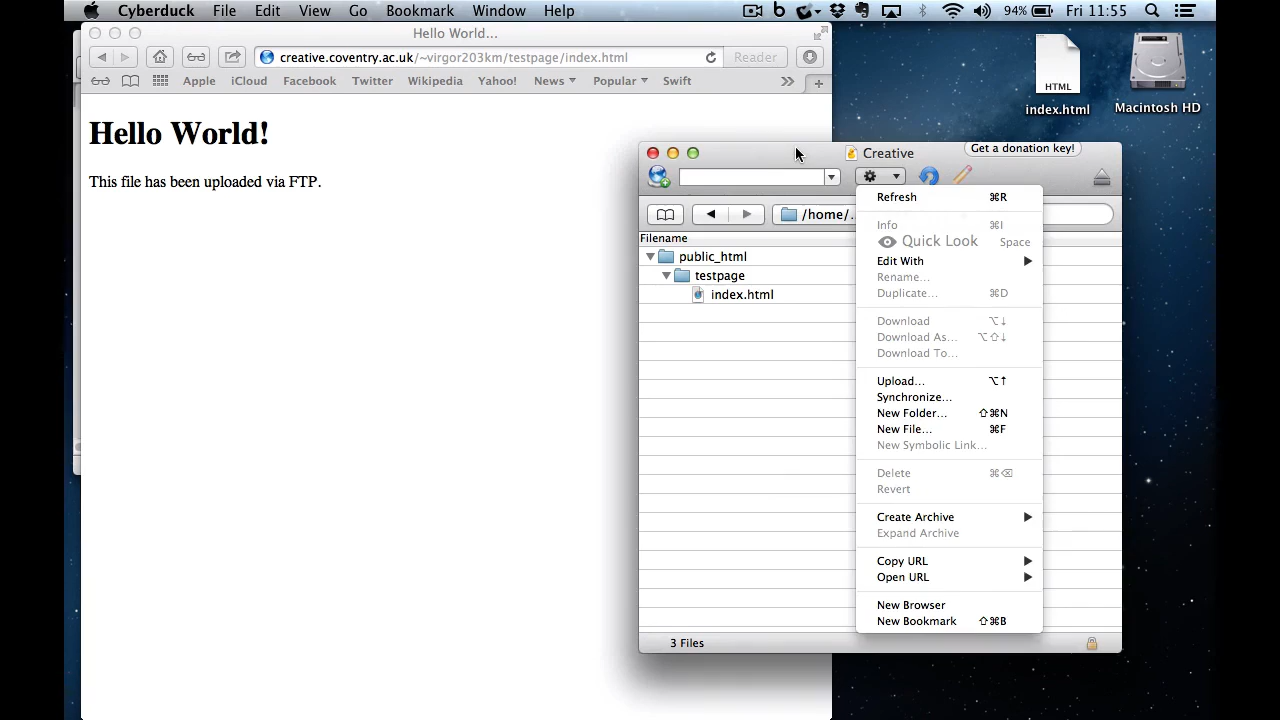 Cyberduck File Edit View Go Bookmark Window Help 94% Fri 11:55
Hello World...
creative.coventry.ac.uk/~virgor203km/testpage/index.html Reader
Apple iCloud Facebook Twitter Wikipedia Yahoo! News Popular Swift
Hello World!
This file has been uploaded via FTP.
HTML
index.html
Macintosh HD
Creative
Get a donation key!
/home/...
Filename
public_html
testpage
index.html
Refresh ⌘R
Info ⌘I
Quick Look Space
Edit With
Rename...
Duplicate... ⌘D
Download ⌥↓
Download As... ⌥⇧↓
Download To...
Upload... ⌥↑
Synchronize...
New Folder... ⇧⌘N
New File... ⌘F
New Symbolic Link...
Delete ⌘⌫
Revert
Create Archive
Expand Archive
Copy URL
Open URL
New Browser
New Bookmark ⇧⌘B
3 Files